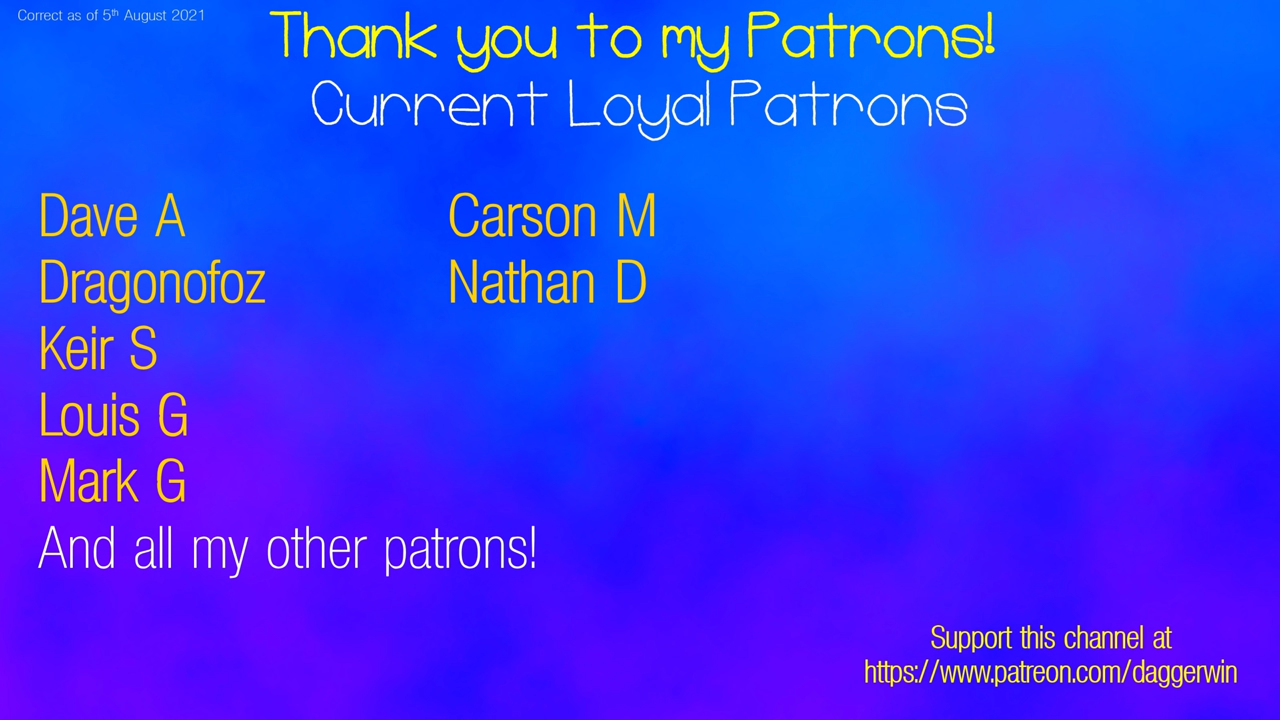 Correct as of 5th August 2021
Thank you to my Patrons!
Current Loyal Patrons
Dave A
Dragonofoz
Keir S
Louis G
Mark G
Carson M
Nathan D
And all my other patrons!
Support this channel at
https://www.patreon.com/daggerwin